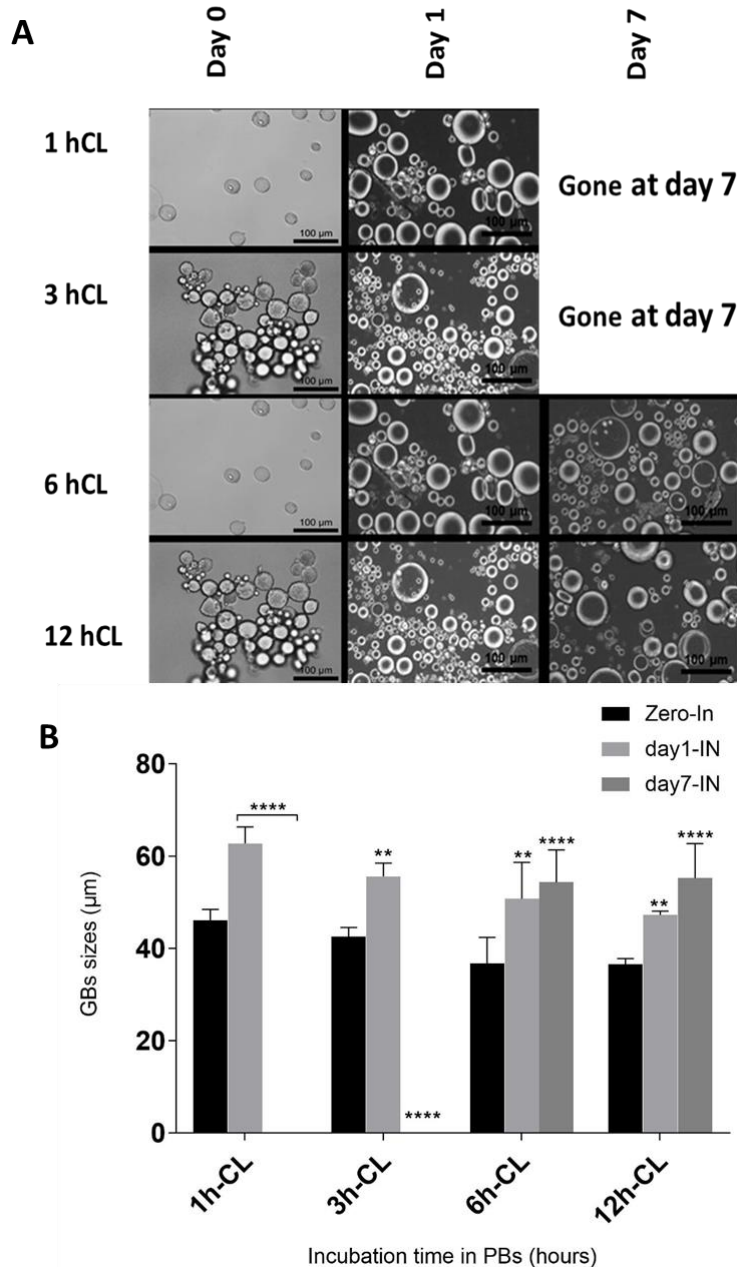 A
Day 0
Day 1
Day 7
1 hCL
100 µm
100 µm
Gone at day 7
3 hCL
100 µm
100 µm
Gone at day 7
6 hCL
100 µm
100 µm
100 µm
12 hCL
100 µm
100 µm
100 µm
B
Zero-In
day1-IN
day7-IN
GBs sizes (µm)
80
60
40
20
0
****
**
****
**
****
**
****
1h-CL
3h-CL
6h-CL
12h-CL
Incubation time in PBs (hours)